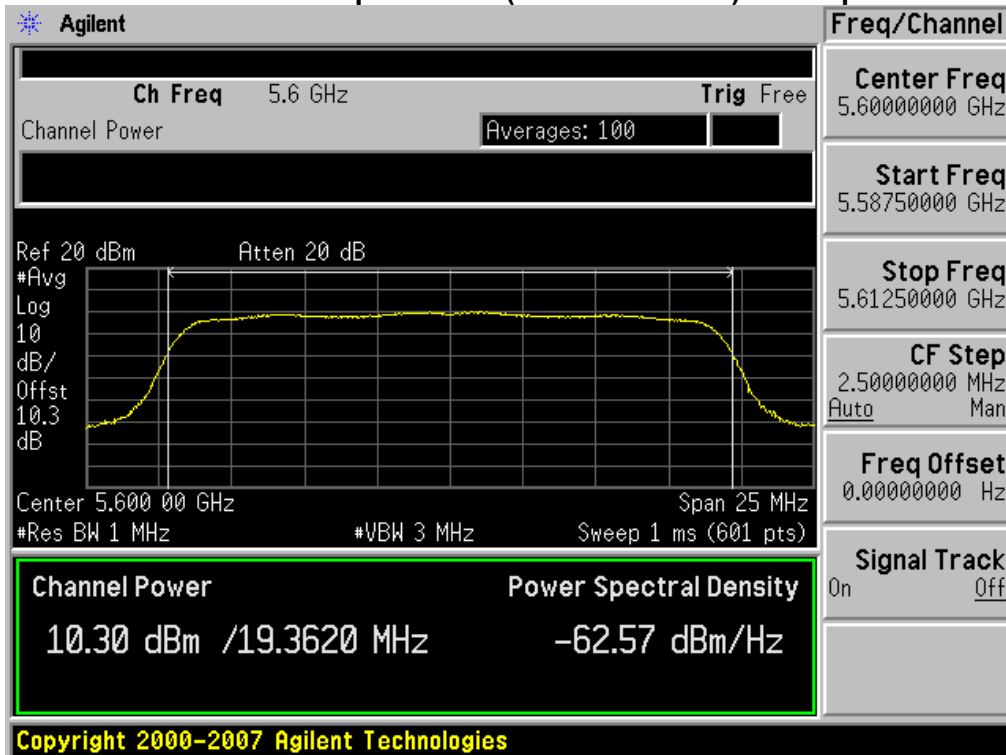 Agilent
Ch Freq 5.6 GHz Trig Free
Channel Power Averages: 100
Ref 20 dBm Atten 20 dB
#Avg
Log
10
dB/
Offst
10.3
dB
Center 5.600 00 GHz Span 25 MHz
#Res BW 1 MHz #VBW 3 MHz Sweep 1 ms (601 pts)
Channel Power Power Spectral Density
10.30 dBm /19.3620 MHz -62.57 dBm/Hz
Copyright 2000-2007 Agilent Technologies
Freq/Channel
Center Freq
5.60000000 GHz
Start Freq
5.58750000 GHz
Stop Freq
5.61250000 GHz
CF Step
2.50000000 MHz
Auto Man
Freq Offset
0.00000000 Hz
Signal Track
On Off